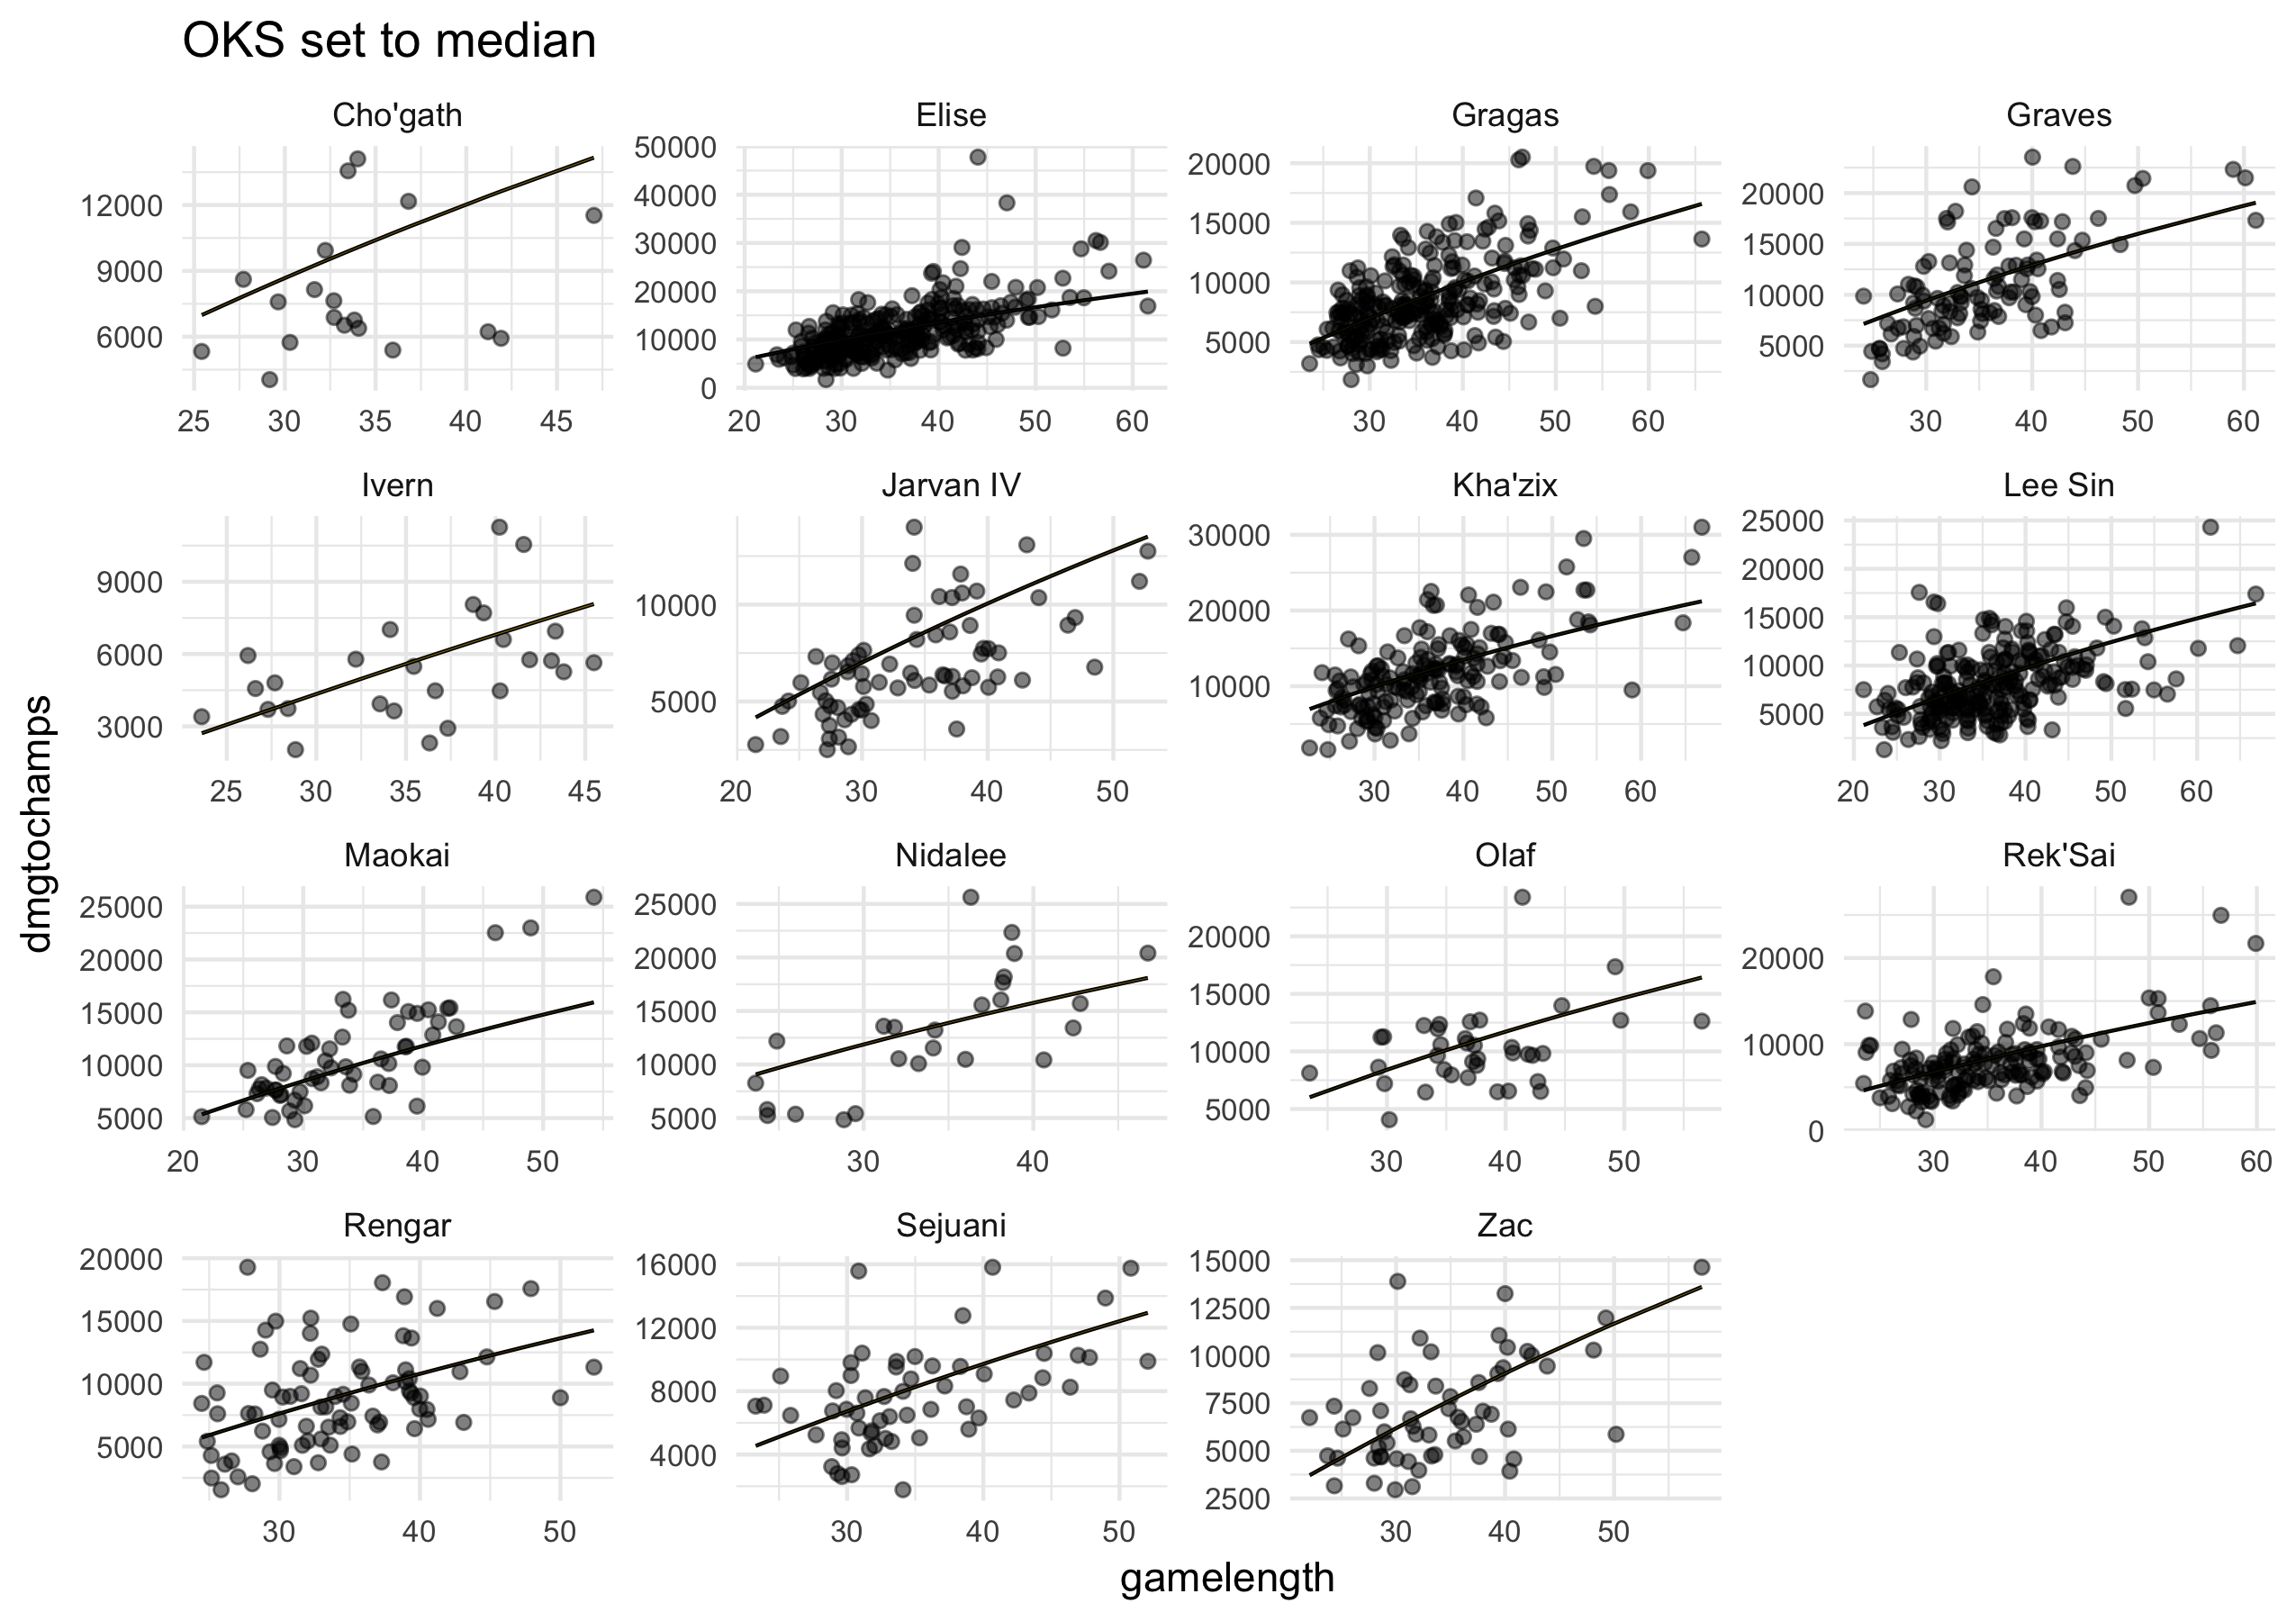 OKS set to median
Cho'gath
Elise
Gragas
Graves
12000
9000
6000
25 30 35 40 45
50000
40000
30000
20000
10000
0
20 30 40 50 60
20000
15000
10000
5000
30 40 50 60
20000
15000
10000
5000
30 40 50 60
Ivern
Jarvan IV
Kha'zix
Lee Sin
9000
6000
3000
25 30 35 40 45
10000
5000
20 30 40 50
30000
20000
10000
30 40 50 60
25000
20000
15000
10000
5000
20 30 40 50 60
Maokai
Nidalee
Olaf
Rek'Sai
25000
20000
15000
10000
5000
20 30 40 50
25000
20000
15000
10000
5000
30 40
20000
15000
10000
5000
30 40 50
20000
10000
0
30 40 50 60
Rengar
Sejuani
Zac
20000
15000
10000
5000
30 40 50
16000
12000
8000
4000
30 40 50
15000
12500
10000
7500
5000
2500
30 40 50
dmgtochamps
gamelength